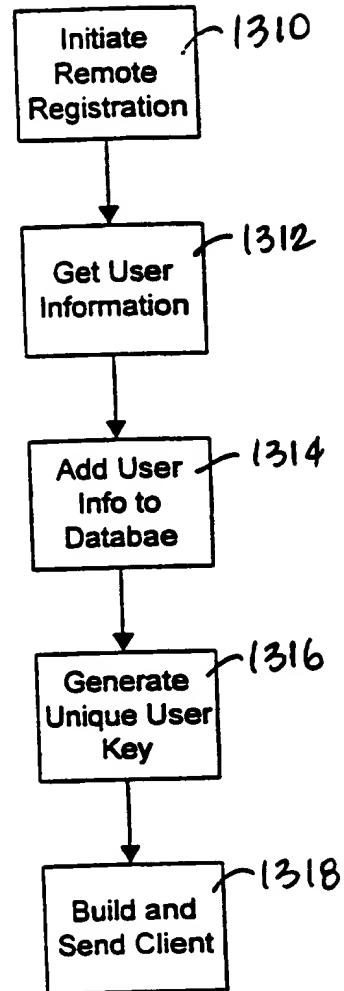 Initiate
Remote
Registration
1310
Get User
Information
1312
Add User
Info to
Databae
1314
Generate
Unique User
Key
1316
Build and
Send Client
1318